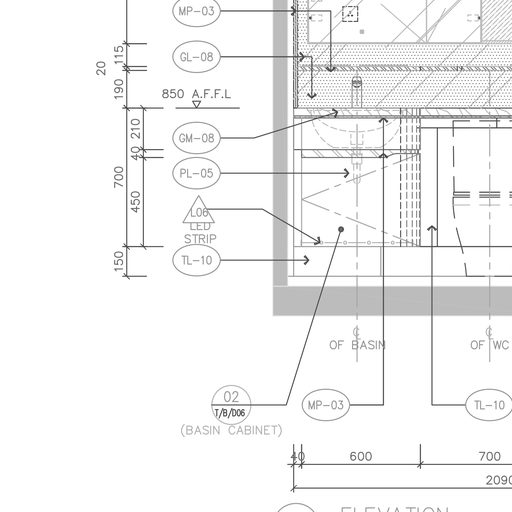 MP-03
115
GL-08
20
190
850 A.F.F.L
210
GM-08
40
700
PL-05
450
L06
LED
STRIP
150
TL-10
℄
OF BASIN
℄
OF WC
02
T/B/D06
(BASIN CABINET)
MP-03
TL-10
40
600
700
2090
ELEVATION